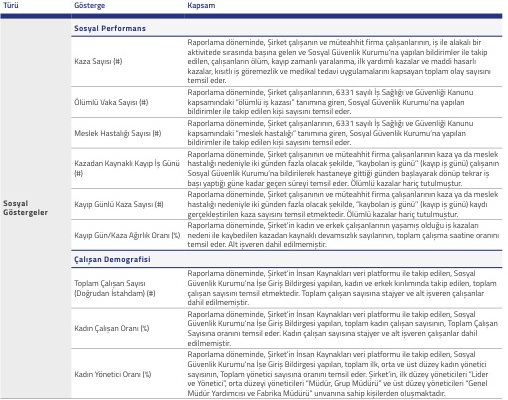 Türü Gösterge Kapsam
Sosyal Performans
Kaza Sayısı (#)
Raporlama döneminde, Şirket çalışanın ve müteahhit firma çalışanlarının, iş ile alakalı bir
aktivitede sırasında başına gelen ve Sosyal Güvenlik Kurumu'na yapılan bildirimler ile takip
edilen, çalışanların ölüm, kayıp zamanlı yaralanma, ilk yardımlı kazalar ve maddi hasarlı
kazalar, kısıtlı iş göremezlik ve medikal tedavi uygulamalarını kapsayan toplam olay sayısını
temsil eder.
Ölümlü Vaka Sayısı (#)
Raporlama döneminde, Şirket çalışanlarının, 6331 sayılı İş Sağlığı ve Güvenliği Kanunu
kapsamındaki "ölümlü iş kazası" tanımına giren, Sosyal Güvenlik Kurumu'na yapılan
bildirimler ile takip edilen kişi sayısını temsil eder.
Meslek Hastalığı Sayısı (#)
Raporlama döneminde, Şirket çalışanlarının, 6331 sayılı İş Sağlığı ve Güvenliği Kanunu
kapsamındaki "meslek hastalığı" tanımına giren, Sosyal Güvenlik Kurumu'na yapılan
bildirimler ile takip edilen kişi sayısını temsil eder.
Kazadan Kaynaklı Kayıp İş Günü
(#)
Raporlama döneminde, Şirket çalışanının ve müteahhit firma çalışanlarının kaza ya da meslek
hastalığı nedeniyle iki günden fazla olacak şekilde, "kaybolan iş günü" (kayıp iş günü) çalışanın
Sosyal Güvenlik Kurumu'na bildirilerek hastaneye gittiği günden başlayarak dönüp tekrar iş
başı yaptığı güne kadar geçen süreyi temsil eder. Ölümlü kazalar hariç tutulmuştur.
Kayıp Günlü Kaza Sayısı (#)
Raporlama döneminde, Şirket çalışanının ve müteahhit firma çalışanlarının kaza ya da meslek
hastalığı nedeniyle iki günden fazla olacak şekilde, "kaybolan iş günü" (kayıp iş günü) kaydı
gerçekleştirilen kaza sayısını temsil etmektedir. Ölümlü kazalar hariç tutulmuştur.
Kayıp Gün/Kaza Ağırlık Oranı (%)
Raporlama döneminde, Şirket'in kadın ve erkek çalışanlarının yaşamış olduğu iş kazaları
nedeni ile kaybedilen kazadan kaynaklı devamsızlık sayılarının, toplam çalışma saatine oranını
temsil eder. Alt işveren dahil edilmemiştir.
Sosyal
Göstergeler
Çalışan Demografisi
Toplam Çalışan Sayısı
(Doğrudan İstahdam) (#)
Raporlama döneminde, Şirket'in İnsan Kaynakları veri platformu ile takip edilen, Sosyal
Güvenlik Kurumu'na İşe Giriş Bildirgesi yapılan, kadın ve erkek kırılımında takip edilen, toplam
çalışan sayısını temsil etmektedir. Toplam çalışan sayısına stajyer ve alt işveren çalışanlar
dahil edilmemiştir.
Kadın Çalışan Oranı (%)
Raporlama döneminde, Şirket'in İnsan Kaynakları veri platformu ile takip edilen, Sosyal
Güvenlik Kurumu'na İşe Giriş Bildirgesi yapılan, toplam kadın çalışan sayısının, Toplam Çalışan
Sayısına oranını temsil eder. Kadın Çalışan sayısına stajyer ve alt işveren çalışanlar dahil
edilmemiştir.
Kadın Yönetici Oranı (%)
Raporlama döneminde, Şirket'in İnsan Kaynakları veri platformu ile takip edilen, Sosyal
Güvenlik Kurumu'na İşe Giriş Bildirgesi yapılan, toplam ilk, orta ve üst düzey kadın yönetici
sayısının, Toplam yönetici sayısına oranını temsil eder. Şirket'in, ilk düzey yöneticileri "Lider
ve Yönetici", orta düzeyi yöneticileri "Müdür, Grup Müdürü" ve üst düzey yöneticileri "Genel
Müdür Yardımcısı ve Fabrika Müdürü" unvanına sahip kişilerden oluşmaktadır.